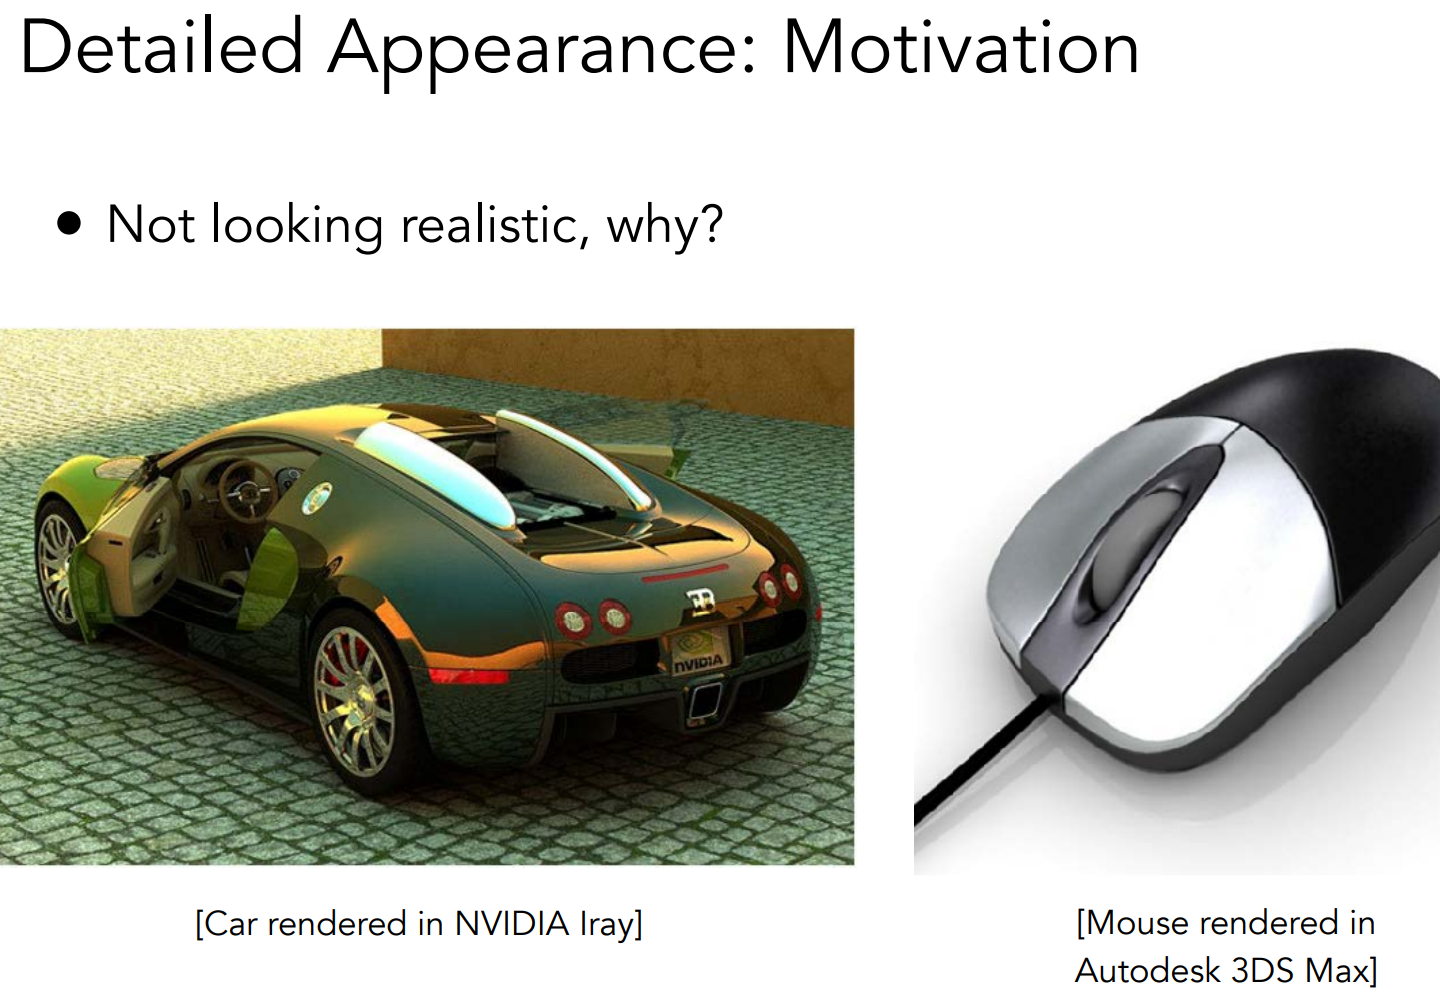 Detailed Appearance: Motivation
• Not looking realistic, why?
NVIDIA
[Car rendered in NVIDIA Iray]
[Mouse rendered in
Autodesk 3DS Max]